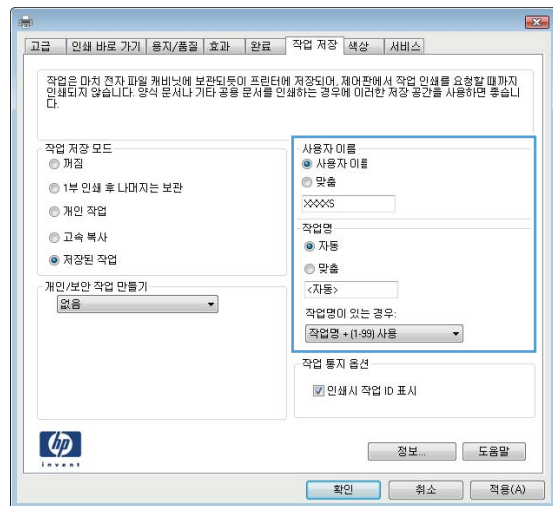 고급 인쇄 바로 가기 용지/품질 효과 완료 작업 저장 색상 서비스
작업은 마치 전자 파일 캐비닛에 보관되듯이 프린터에 저장되며, 제어판에서 작업 인쇄를 요청할 때까지
인쇄되지 않습니다. 양식 문서나 기타 공용 문서를 인쇄하는 경우에 이러한 저장 공간을 사용하면 좋습니
다.
작업 저장 모드
꺼짐
1부 인쇄 후 나머지는 보관
개인 작업
고속 복사
저장된 작업
개인/보안 작업 만들기
없음
사용자 이름
사용자 이름
맞춤
XXXXS
작업명
자동
맞춤
<자동>
작업명이 있는 경우:
작업명 + (1-99) 사용
작업 통지 옵션
인쇄시 작업 ID 표시
hp
invent
정보... 도움말
확인 취소 적용(A)